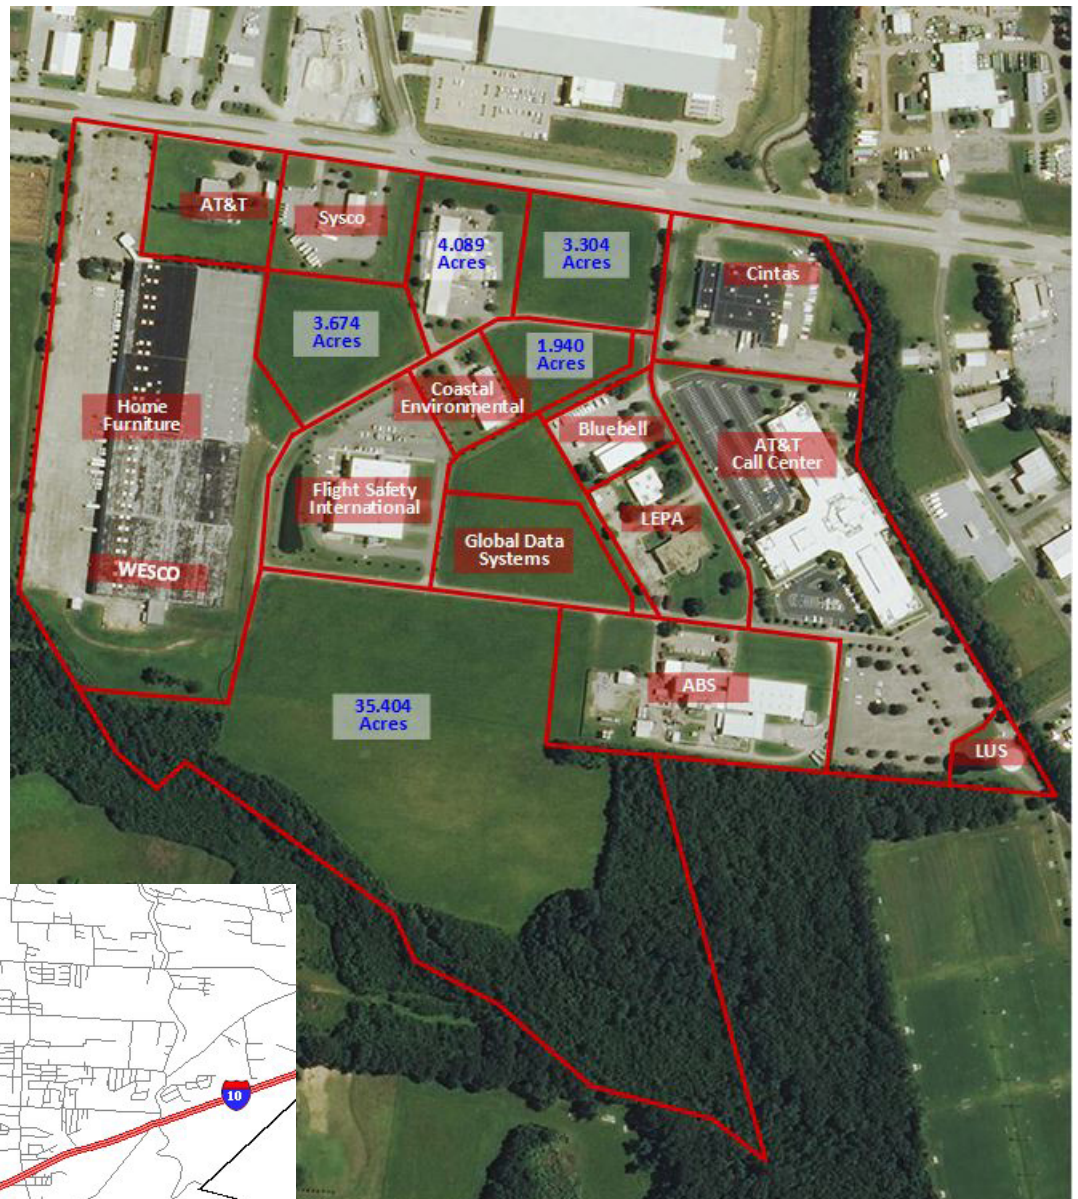 AT&T
Sysco
4.089
Acres
3.304
Acres
Cintas
3.674
Acres
1.940
Acres
Home
Furniture
Coastal
Environmental
Bluebell
AT&T
Call Center
Flight Safety
International
LEPA
Global Data
Systems
WESCO
35.404
Acres
ABS
LUS
10